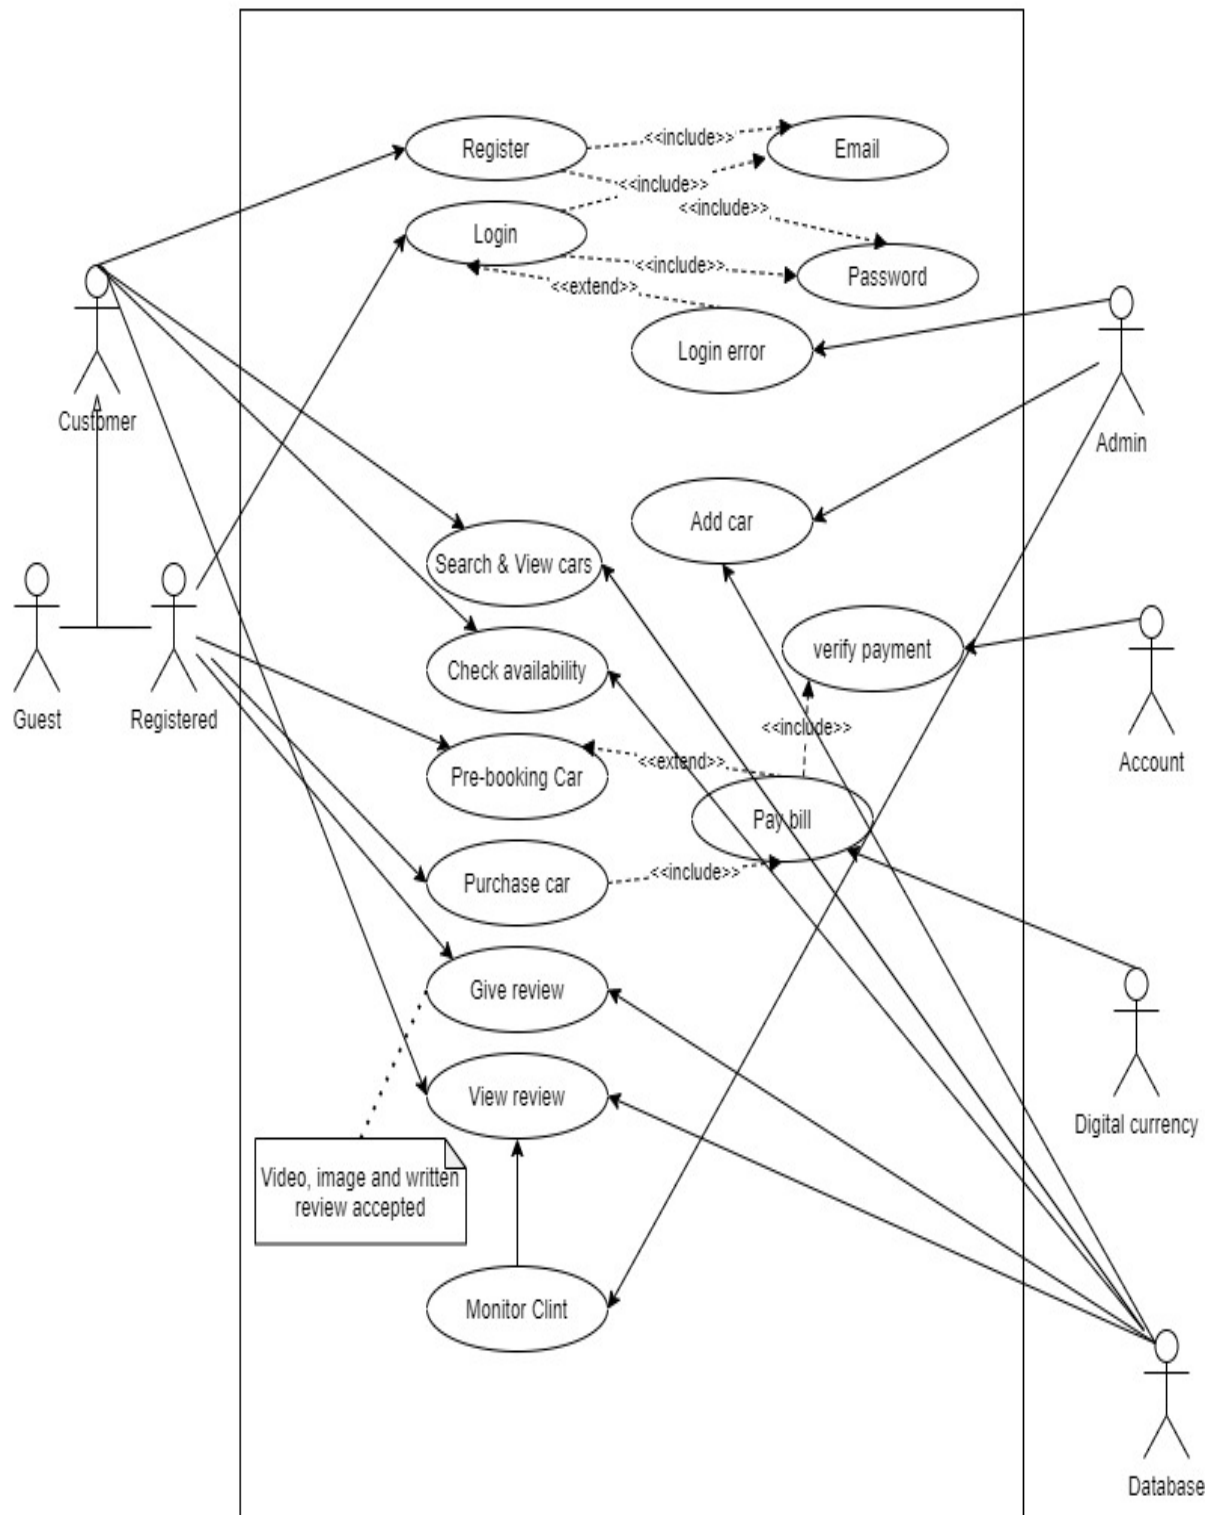 Register
<<include>>
Email
<<include>>
<<include>>
Login
<<include>>
Password
<<extend>>
Login error
Customer
Admin
Add car
Search & View cars
verify payment
Check availability
Guest
Registered
<<include>>
<<extend>>
Account
Pre-booking Car
Pay bill
Purchase car
<<include>>
Give review
View review
Digital currency
Video, image and written
review accepted
Monitor Clint
Database